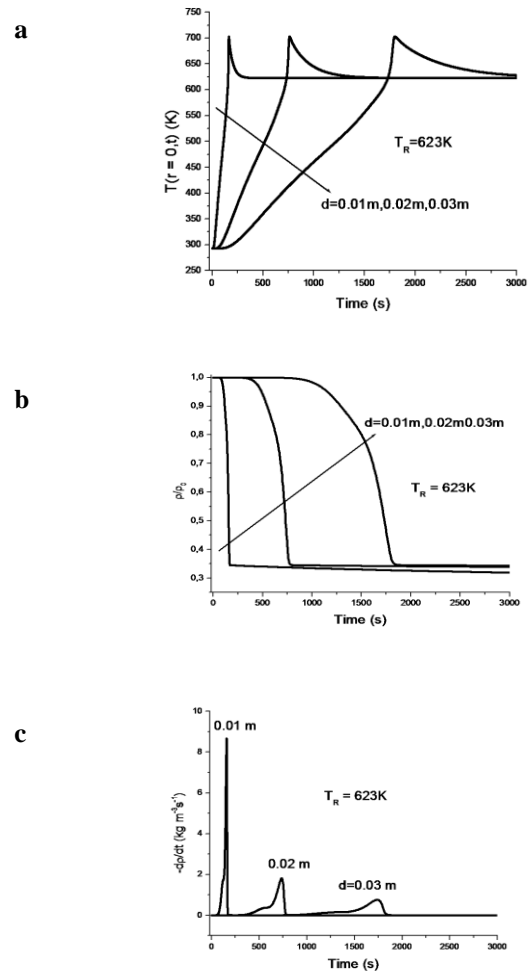 a
T(r = 0,t) (K)
750
700
650
600
550
500
450
400
350
300
250
T_R=623K
d=0.01m,0.02m,0.03m
0 500 1000 1500 2000 2500 3000
Time (s)
b
ρ/ρ_0
1,0
0,9
0,8
0,7
0,6
0,5
0,4
0,3
d=0.01m,0.02m0.03m
T_R = 623K
0 500 1000 1500 2000 2500 3000
Time (s)
c
-dρ/dt (kg m⁻³s⁻¹)
10
8
6
4
2
0
0.01 m
T_R = 623K
0.02 m
d=0.03 m
0 500 1000 1500 2000 2500 3000
Time (s)